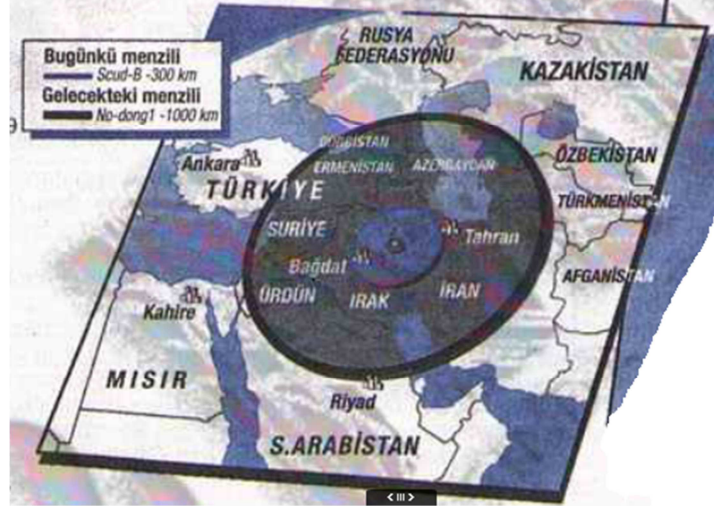 Bugünkü menzili
Scud-B -300 km
Gelecekteki menzili
No-dong1 -1000 km
RUSYA
FEDERASYONU
KAZAKİSTAN
ERMENİSTAN
AZERBAYCAN
ÖZBEKİSTAN
Ankara
TÜRKİYE
TÜRKMENİSTAN
SURİYE
Tahran
Bağdat
AFGANİSTAN
ÜRDÜN
IRAK
İRAN
Kahire
MISIR
Riyad
S.ARABİSTAN